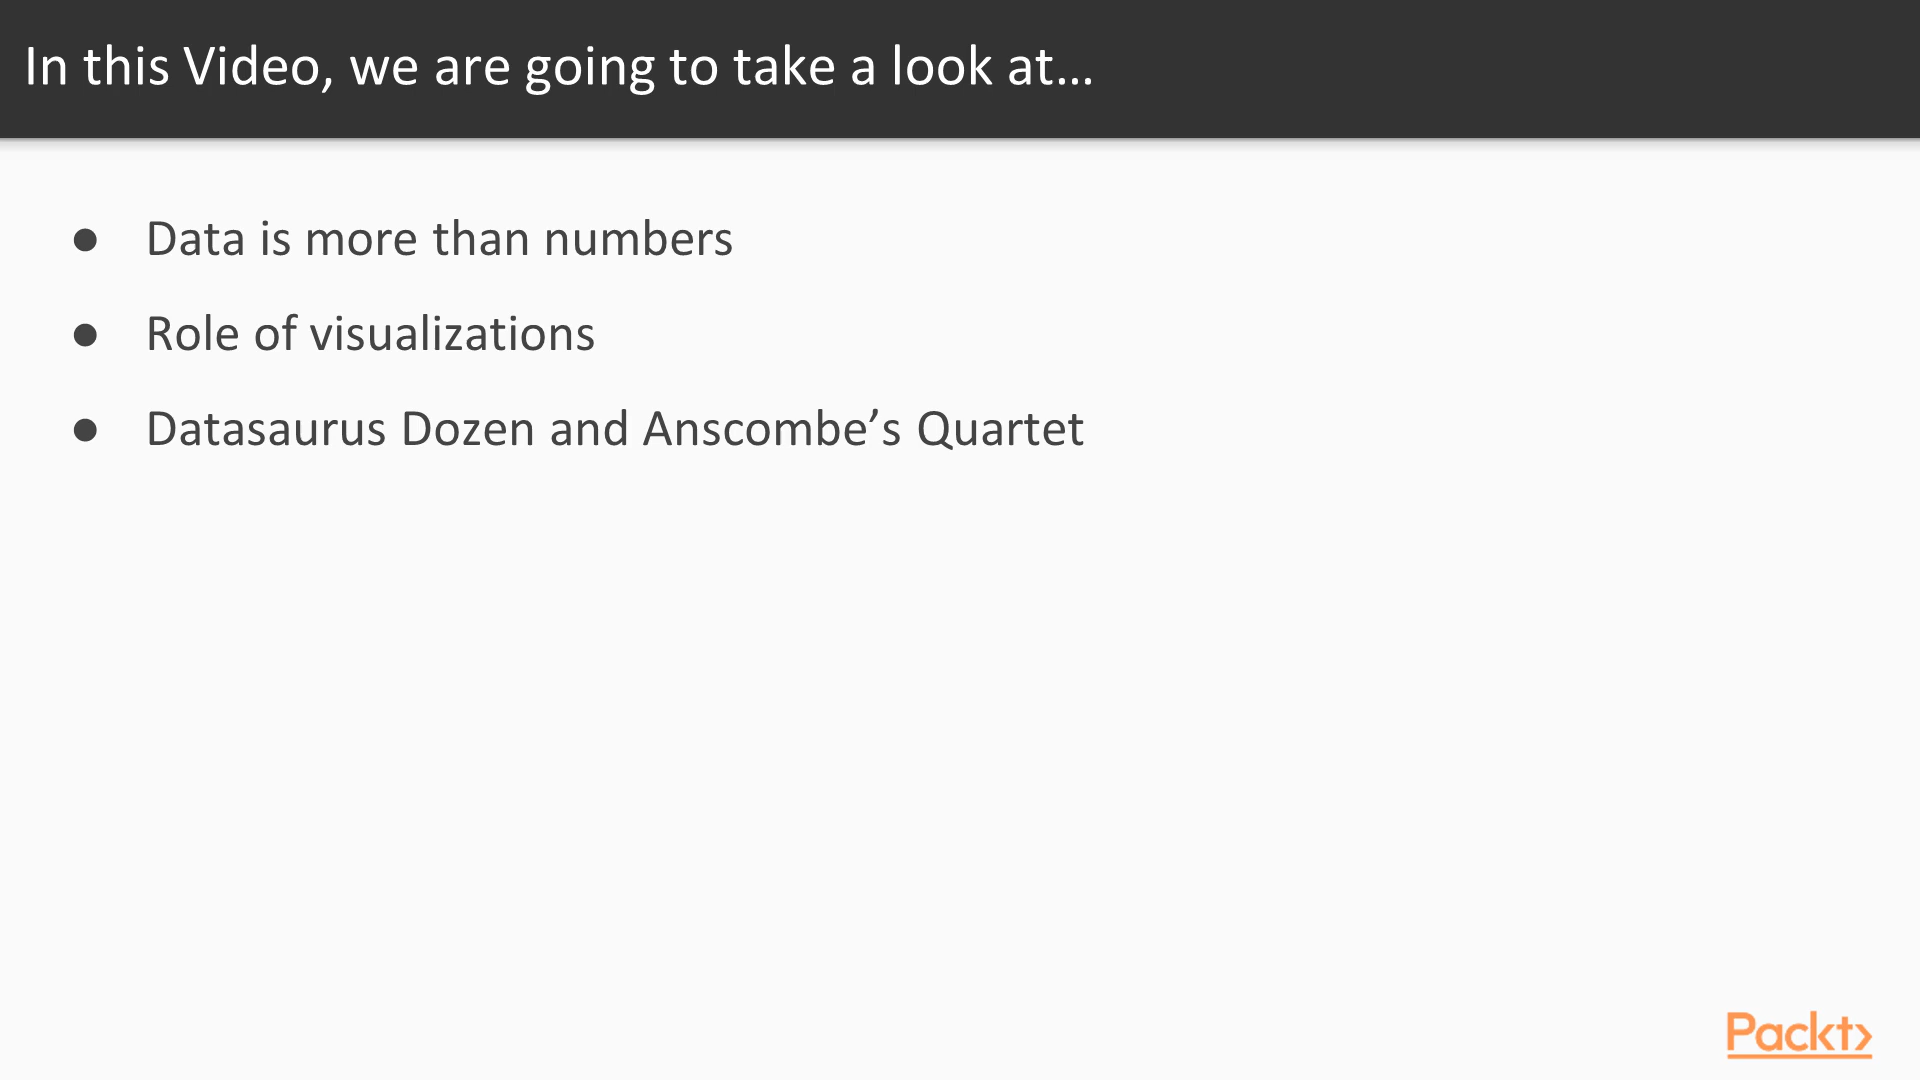 In this Video, we are going to take a look at...
● Data is more than numbers
● Role of visualizations
● Datasaurus Dozen and Anscombe’s Quartet
Packt>